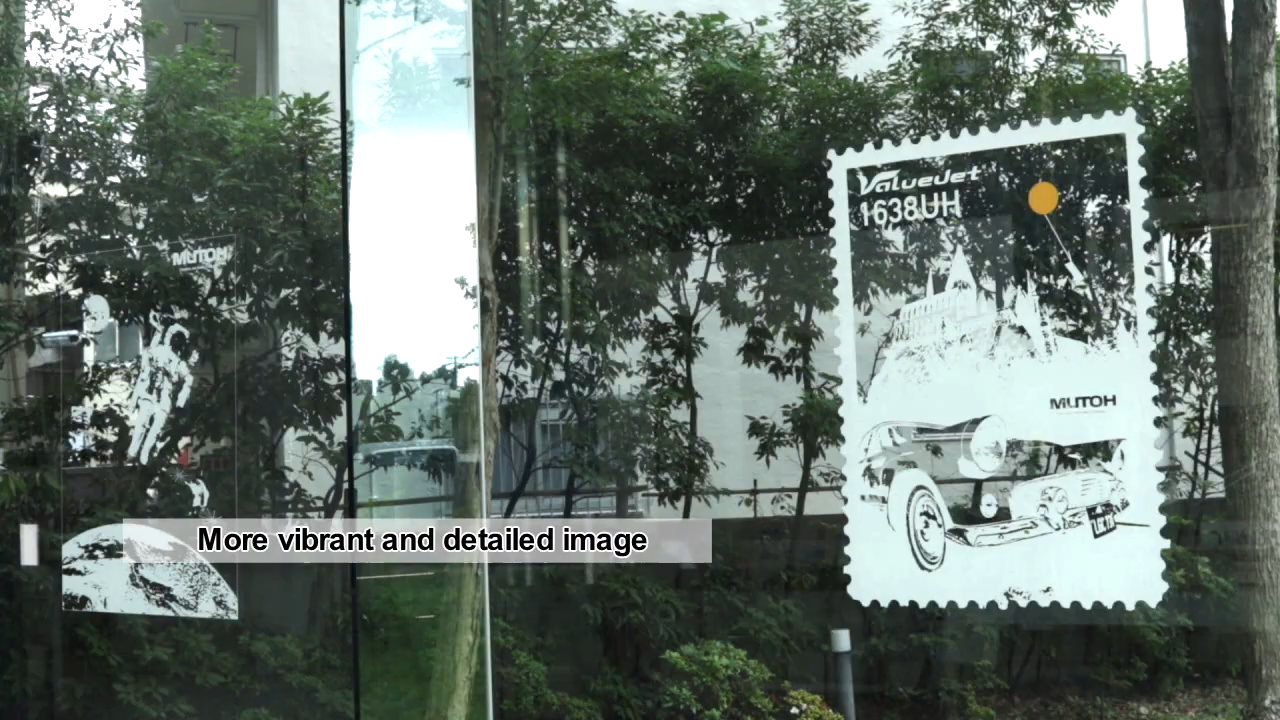 ValueJet
1638UH
MUTOH
MUTOH
More vibrant and detailed image